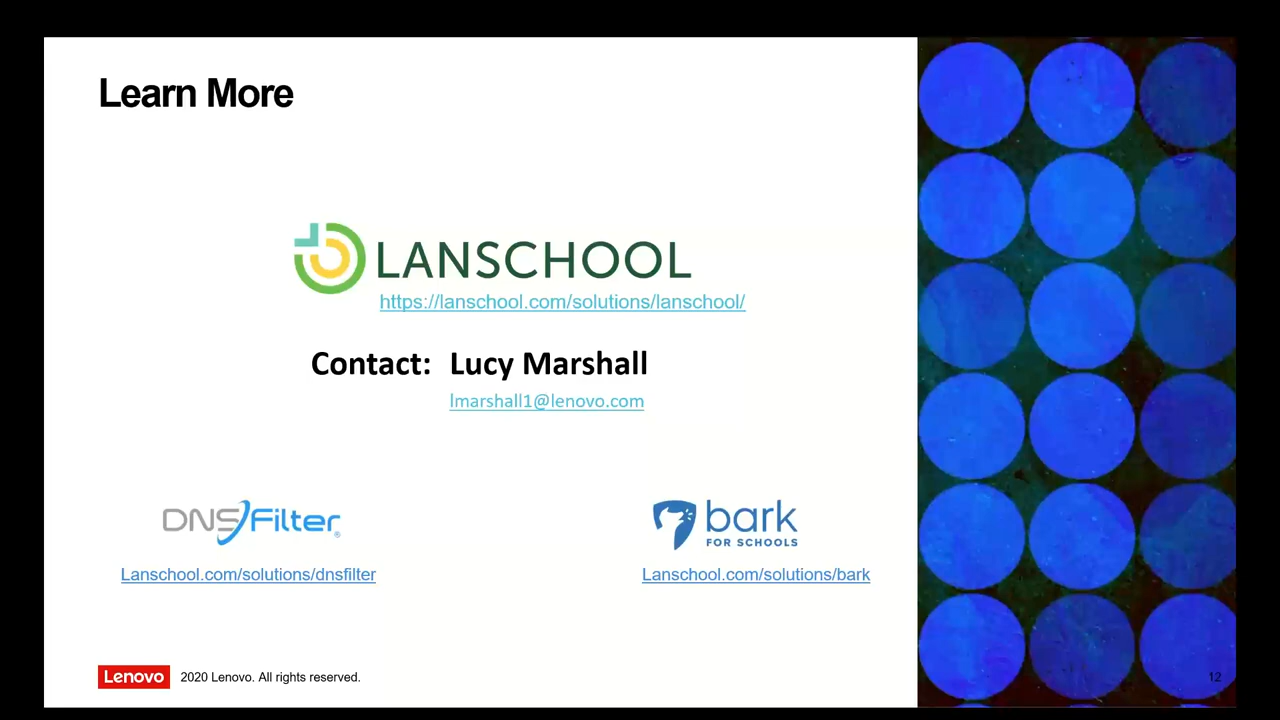 Learn More
LANSCHOOL
https://lanschool.com/solutions/lanschool/
Contact: Lucy Marshall
lmarshall1@lenovo.com
DNSFilter®
Lanschool.com/solutions/dnsfilter
bark
FOR SCHOOLS
Lanschool.com/solutions/bark
Lenovo 2020 Lenovo. All rights reserved.
12